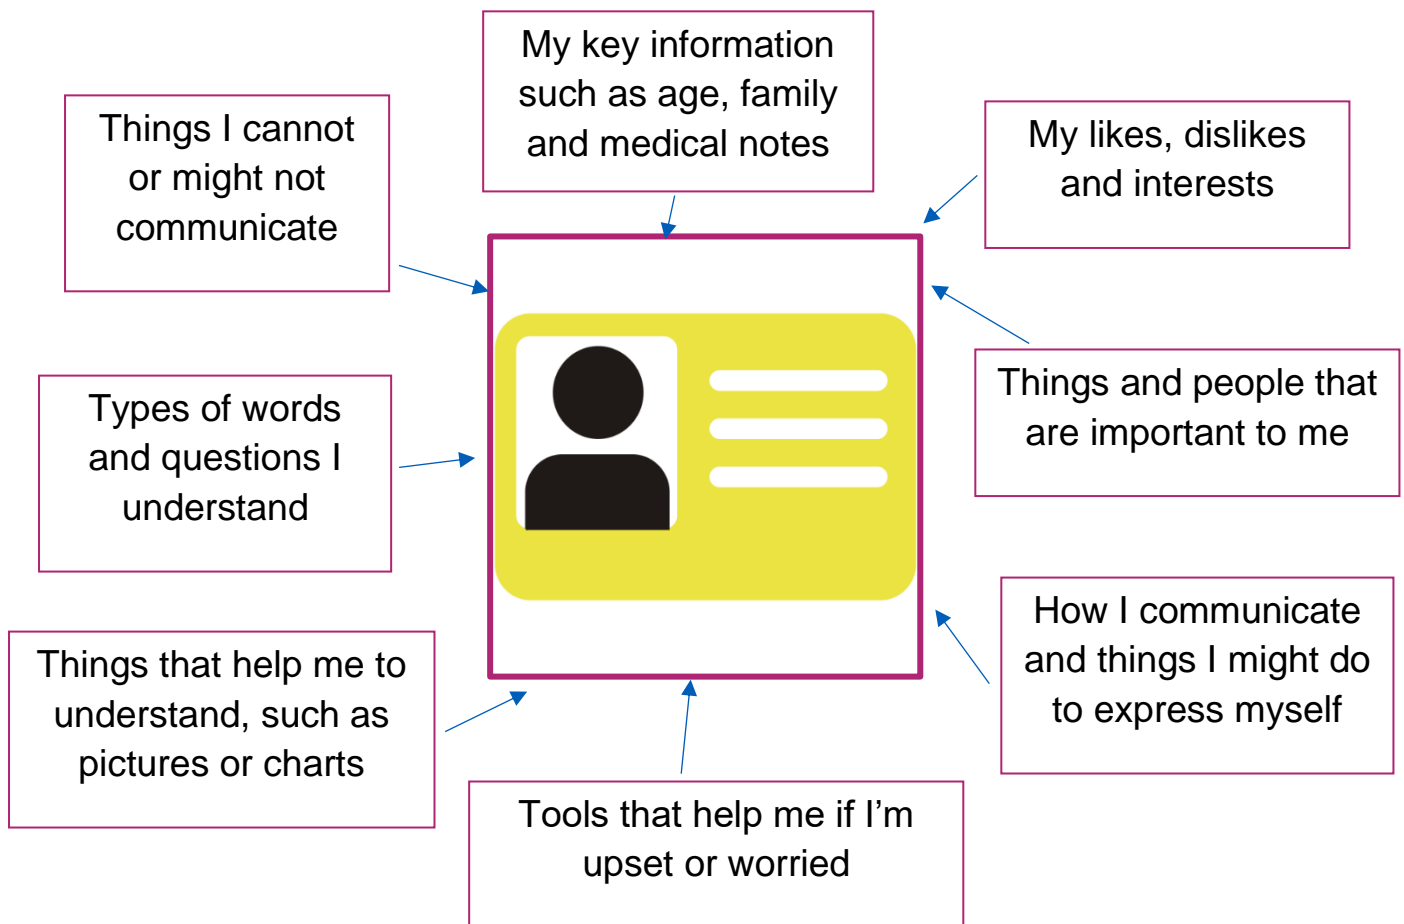 My key information
such as age, family
and medical notes
Things I cannot
or might not
communicate
My likes, dislikes
and interests
Types of words
and questions I
understand
Things and people that
are important to me
Things that help me to
understand, such as
pictures or charts
How I communicate
and things I might do
to express myself
Tools that help me if I’m
upset or worried